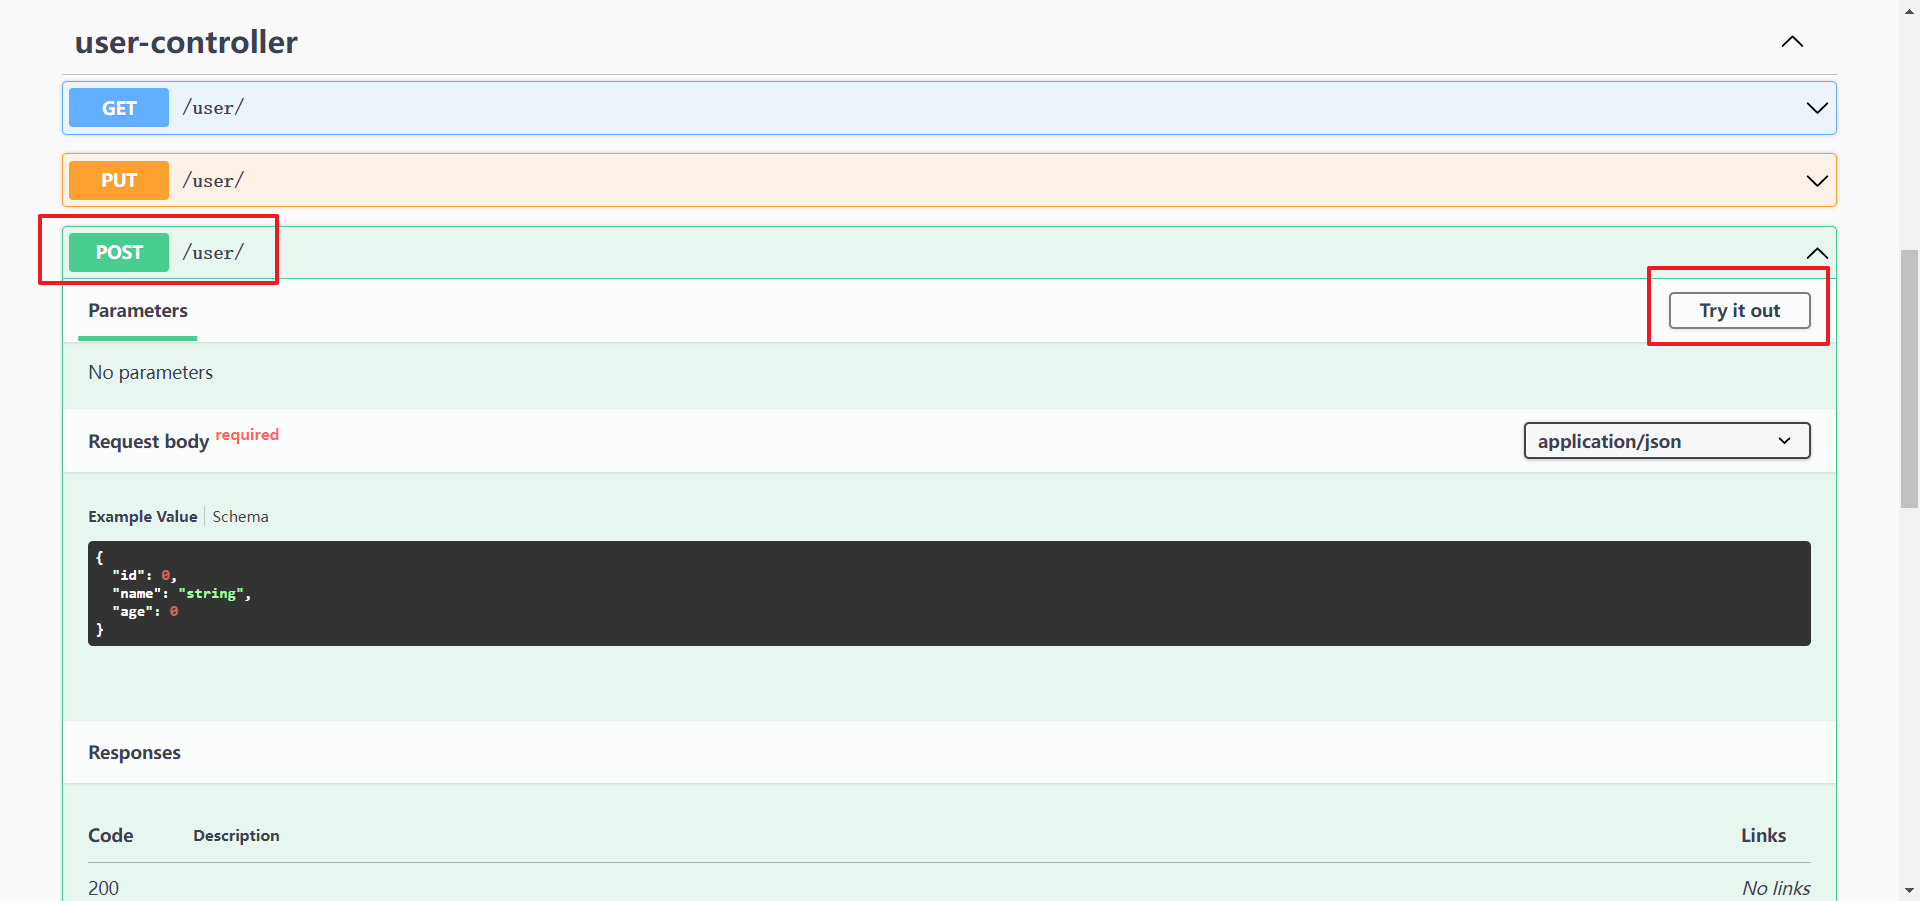 user-controller
GET /user/
PUT /user/
POST /user/
Parameters Try it out
No parameters
Request body required application/json
Example Value Schema
{
  "id": 0,
  "name": "string",
  "age": 0
}
Responses
Code Description Links
200 No links